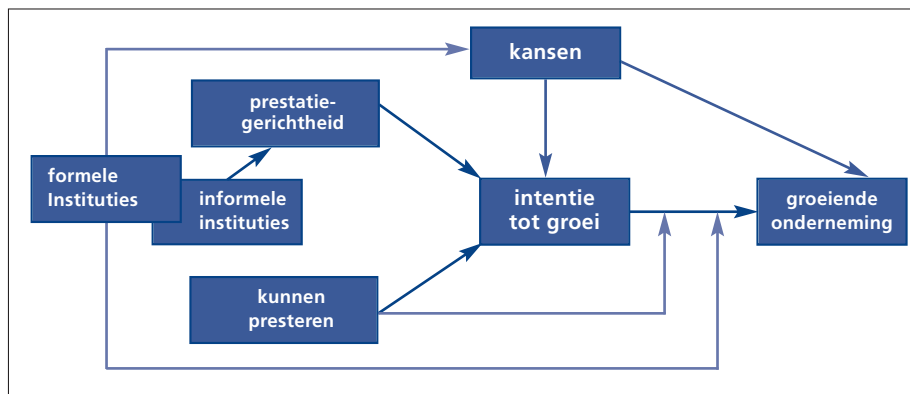 kansen
prestatie-
gerichtheid
formele
Instituties
informele
instituties
intentie
tot groei
groeiende
onderneming
kunnen
presteren